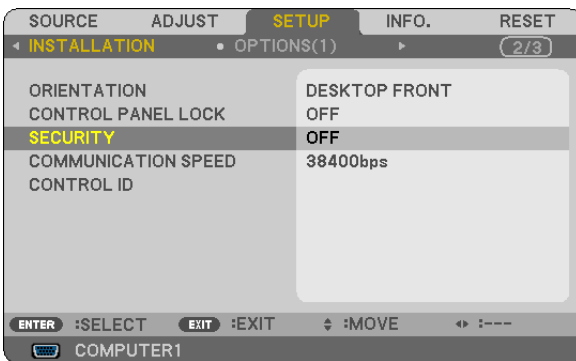 SOURCE ADJUST SETUP INFO. RESET
INSTALLATION • OPTIONS(1) 2/3
ORIENTATION DESKTOP FRONT
CONTROL PANEL LOCK OFF
SECURITY OFF
COMMUNICATION SPEED 38400bps
CONTROL ID
ENTER :SELECT EXIT :EXIT :MOVE :---
COMPUTER1